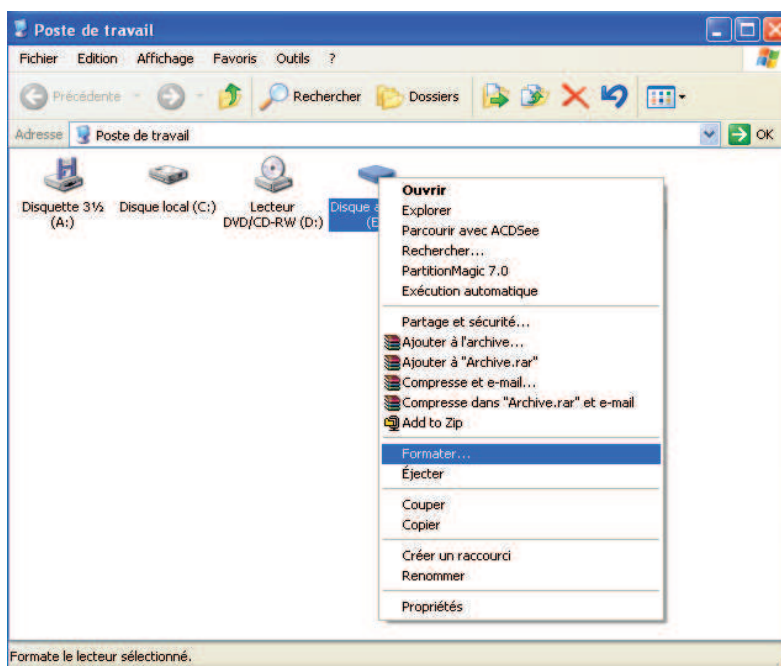 Poste de travail
Fichier Edition Affichage Favoris Outils ?
Précédente Rechercher Dossiers
Adresse Poste de travail OK
Disquette 3½ (A:)
Disque local (C:)
Lecteur DVD/CD-RW (D:)
Disque
Ouvrir
Explorer
Parcourir avec ACDSee
Rechercher...
PartitionMagic 7.0
Exécution automatique
Partage et sécurité...
Ajouter à l'archive...
Ajouter à "Archive.rar"
Compresse et e-mail...
Compresse dans "Archive.rar" et e-mail
Add to Zip
Formater...
Éjecter
Couper
Copier
Créer un raccourci
Renommer
Propriétés
Formate le lecteur sélectionné.